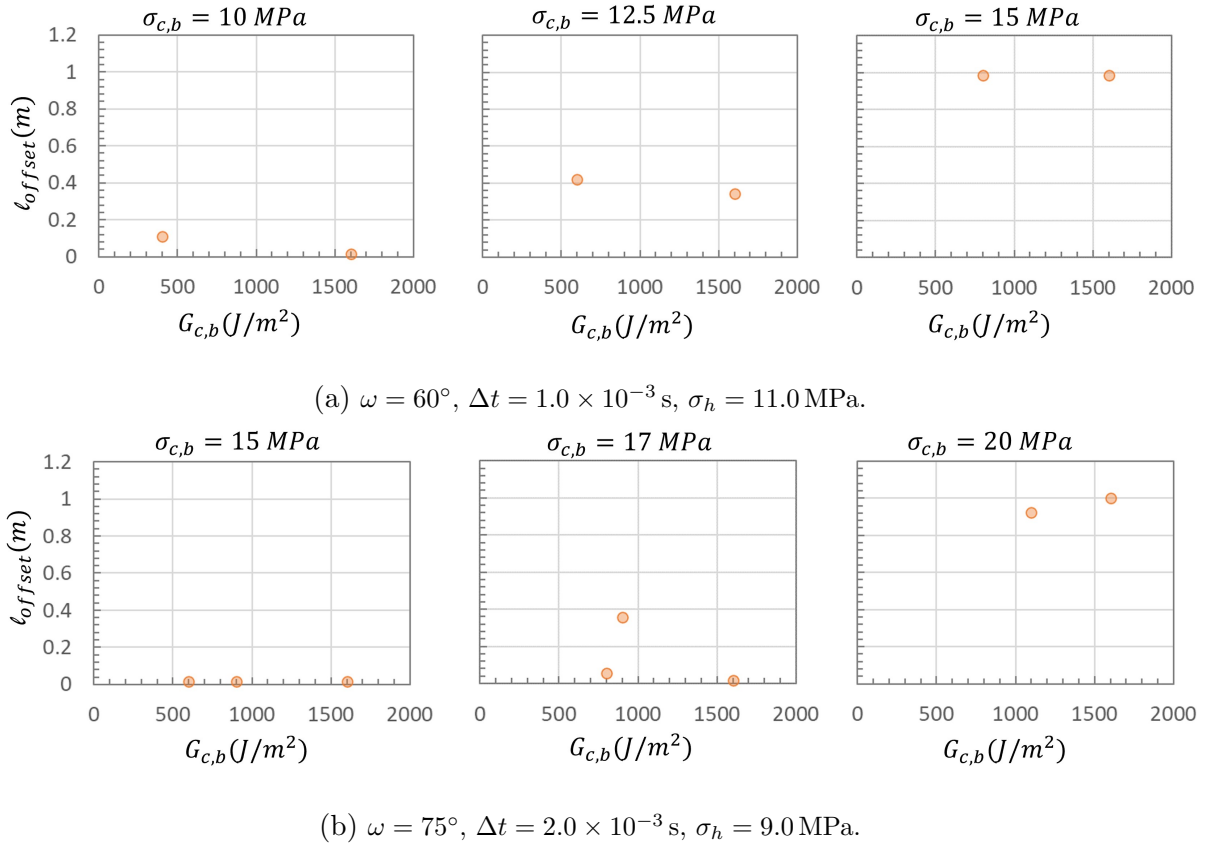 σc,b = 10 MPa σc,b = 12.5 MPa σc,b = 15 MPa
1.2
1
0.8
0.6
0.4
0.2
0
ℓoffset(m)
0 500 1000 1500 2000 0 500 1000 1500 2000 0 500 1000 1500 2000
Gc,b(J/m²) Gc,b(J/m²) Gc,b(J/m²)
(a) ω = 60°, Δt = 1.0 × 10⁻³ s, σh = 11.0 MPa.
σc,b = 15 MPa σc,b = 17 MPa σc,b = 20 MPa
1.2
1
0.8
0.6
0.4
0.2
0
ℓoffset(m)
0 500 1000 1500 2000 0 500 1000 1500 2000 0 500 1000 1500 2000
Gc,b(J/m²) Gc,b(J/m²) Gc,b(J/m²)
(b) ω = 75°, Δt = 2.0 × 10⁻³ s, σh = 9.0 MPa.